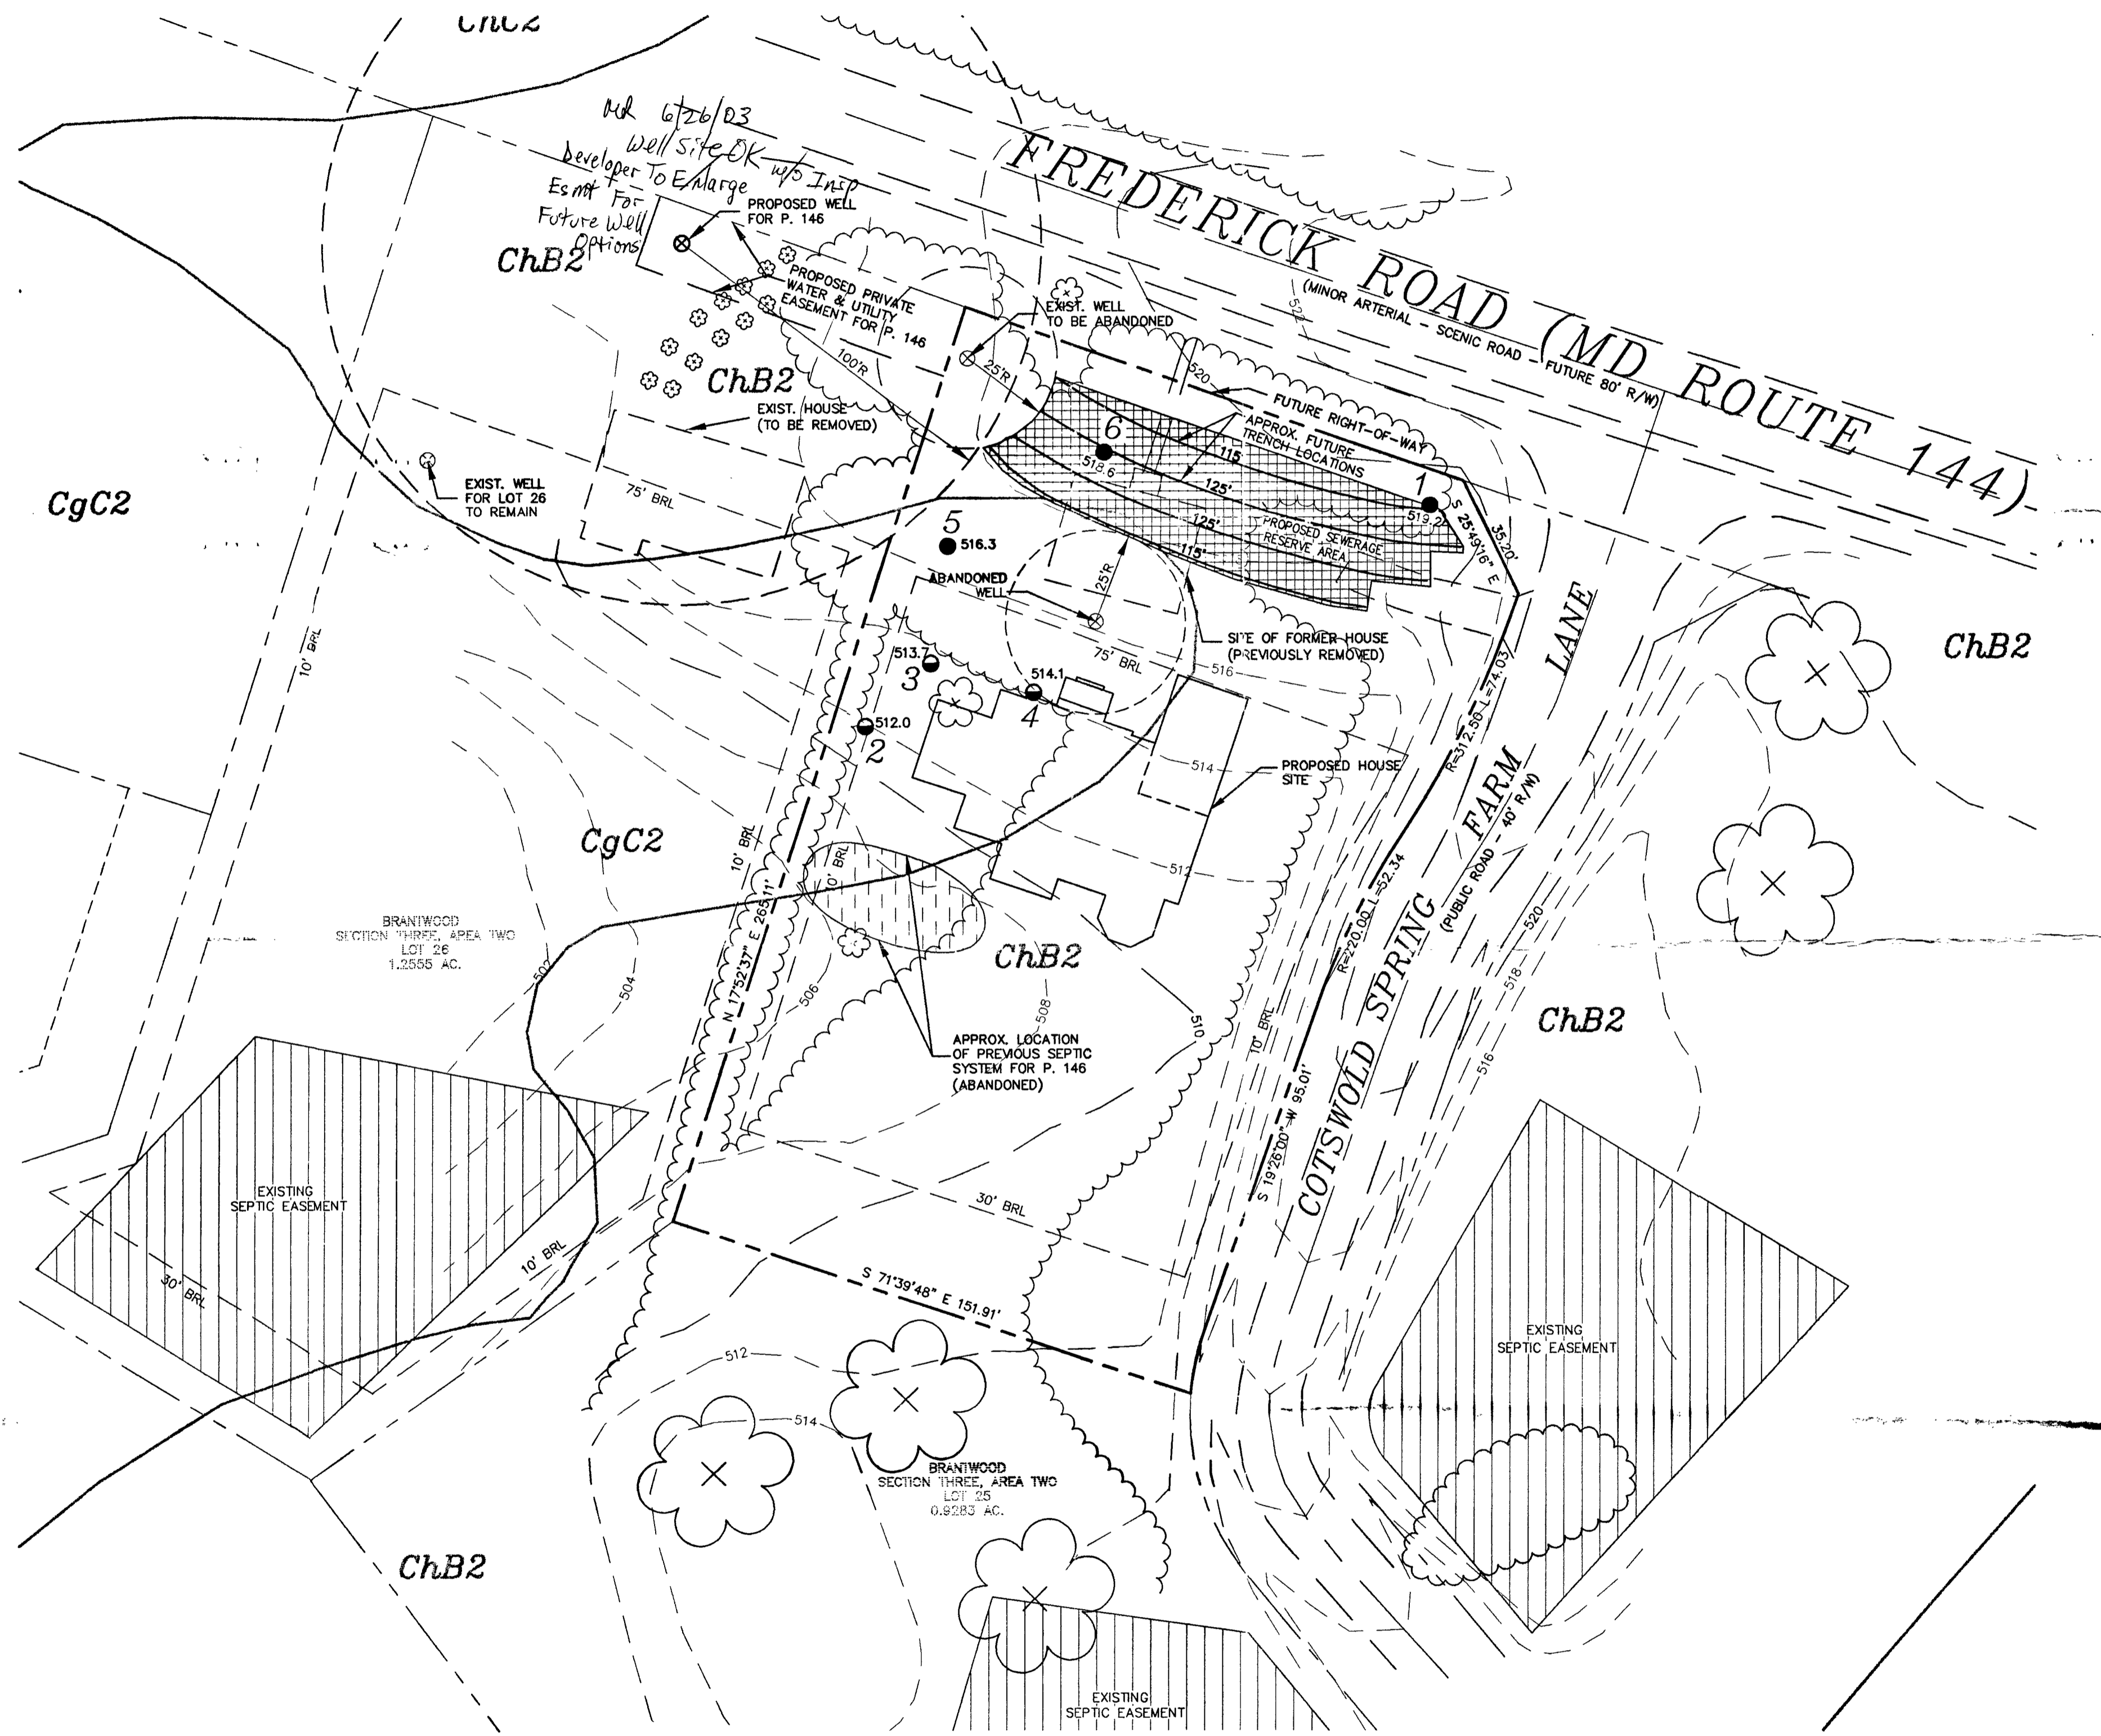 ChC2
6/26/03
Well Site OK w/o Insp
Developer To Enlarge
Esmt For
Future Well
Options
PROPOSED WELL
FOR P. 146
ChB2
PROPOSED PRIVATE
WATER & UTILITY
EASEMENT FOR P. 146
FREDERICK ROAD (MD ROUTE 144)
(MINOR ARTERIAL - SCENIC ROAD - FUTURE 80' R/W)
522
EXIST. WELL
TO BE ABANDONED
520
25'R
100'R
ChB2
EXIST. HOUSE
(TO BE REMOVED)
FUTURE RIGHT-OF-WAY
APPROX. FUTURE
TRENCH LOCATIONS
6
518.6
115'
125'
125'
115'
1
519.2
PROPOSED SEWERAGE
RESERVE AREA
S 25°49'16" E
35.20'
CgC2
EXIST. WELL
FOR LOT 26
TO REMAIN
75' BRL
5
516.3
ABANDONED
WELL
25'R
SITE OF FORMER HOUSE
(PREVIOUSLY REMOVED)
75' BRL
516
10' BRL
513.7
3
514.1
4
512.0
2
514
PROPOSED HOUSE
SITE
R=312.50 L=74.03
ChB2
COTSWOLD SPRING FARM LANE
(PUBLIC ROAD - 40' R/W)
CgC2
10' BRL
10' BRL
512
R=220.00 L=52.34
N 17°52'37" E 265.11'
BRANTWOOD
SECTION THREE, AREA TWO
LOT 26
1.2555 AC.
502
504
506
508
510
ChB2
520
518
516
ChB2
APPROX. LOCATION
OF PREVIOUS SEPTIC
SYSTEM FOR P. 146
(ABANDONED)
10' BRL
S 19°26'00" W 95.01'
EXISTING
SEPTIC EASEMENT
30' BRL
10' BRL
30' BRL
S 71°39'48" E 151.91'
512
514
EXISTING
SEPTIC EASEMENT
BRANTWOOD
SECTION THREE, AREA TWO
LOT 25
0.9283 AC.
ChB2
EXISTING
SEPTIC EASEMENT